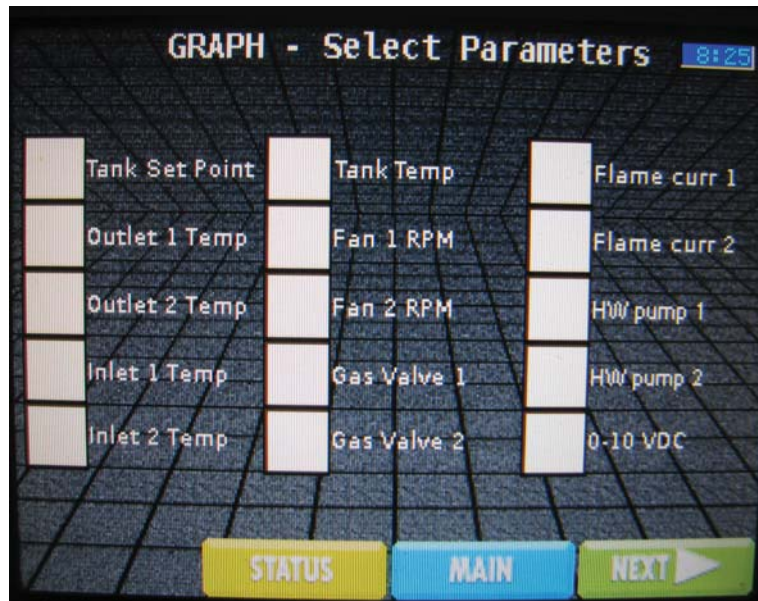 GRAPH - Select Parameters 8:25
Tank Set Point Tank Temp Flame curr 1
Outlet 1 Temp Fan 1 RPM Flame curr 2
Outlet 2 Temp Fan 2 RPM HW pump 1
Inlet 1 Temp Gas Valve 1 HW pump 2
Inlet 2 Temp Gas Valve 2 0-10 VDC
STATUS MAIN NEXT